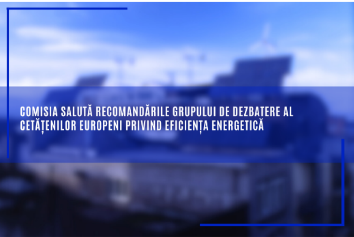 COMISIA SALUTĂ RECOMANDĂRILE GRUPULUI DE DEZBATERE AL
CETĂȚENILOR EUROPENI PRIVIND EFICIENȚA ENERGETICĂ